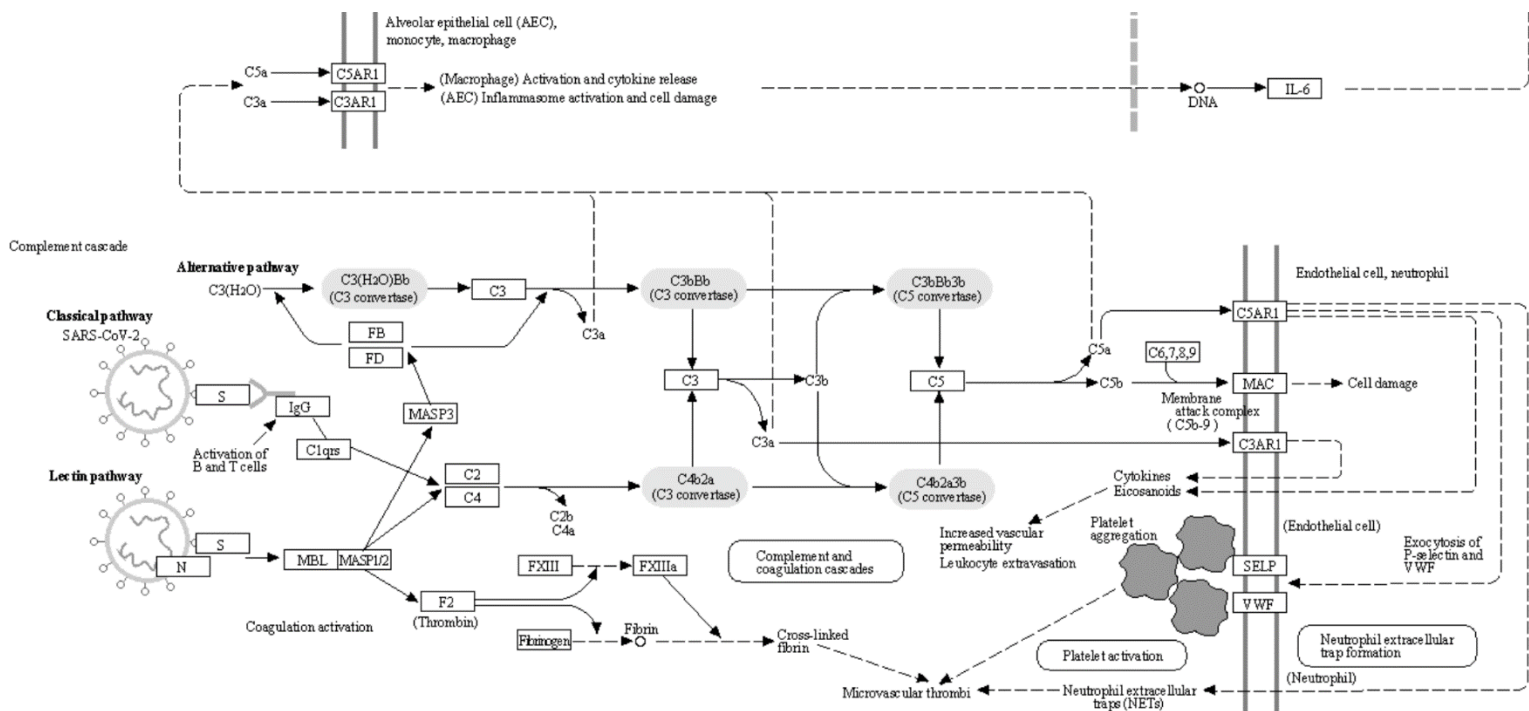 Alveolar epithelial cell (AEC),
monocyte, macrophage
C5a
C5AR1
(Macrophage) Activation and cytokine release
C3a
C3AR1
(AEC) Inflammasome activation and cell damage
DNA
IL-6
Complement cascade
Alternative pathway
C3(H2O)
C3(H2O)Bb
(C3 convertase)
C3
C3a
C3bBb
(C3 convertase)
C3bBb3b
(C5 convertase)
Endothelial cell, neutrophil
Classical pathway
SARS-CoV-2
FB
FD
C5AR1
S
IgG
MASP3
C3
C3b
C3a
C5
C5a
C5b
C6,7,8,9
MAC
Cell damage
Membrane
attack complex
(C5b-9)
C3AR1
Activation of
B and T cells
C1qrs
Lectin pathway
C2
C4
C2b
C4a
C4b2a
(C3 convertase)
C4b2a3b
(C5 convertase)
Cytokines
Eicosanoids
Increased vascular
permeability
Leukocyte extravasation
Platelet
aggregation
(Endothelial cell)
Exocytosis of
P-selectin and
VWF
S
N
MBL
MASP1/2
FXIII
FXIIIa
Complement and
coagulation cascades
SELP
VWF
F2
(Thrombin)
Coagulation activation
Fibrinogen
Fibrin
Cross-linked
fibrin
Platelet activation
Neutrophil extracellular
trap formation
Microvascular thrombi
Neutrophil extracellular
traps (NETs)
(Neutrophil)